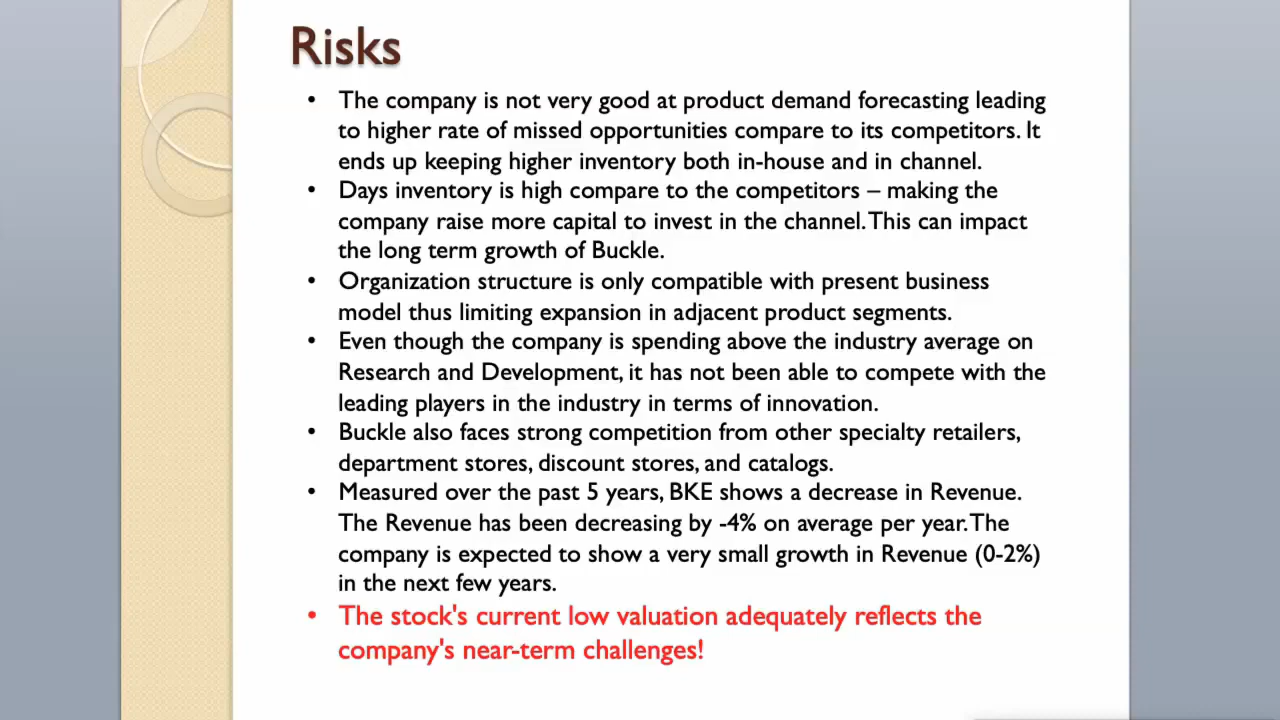 Risks
• The company is not very good at product demand forecasting leading
to higher rate of missed opportunities compare to its competitors. It
ends up keeping higher inventory both in-house and in channel.
• Days inventory is high compare to the competitors – making the
company raise more capital to invest in the channel. This can impact
the long term growth of Buckle.
• Organization structure is only compatible with present business
model thus limiting expansion in adjacent product segments.
• Even though the company is spending above the industry average on
Research and Development, it has not been able to compete with the
leading players in the industry in terms of innovation.
• Buckle also faces strong competition from other specialty retailers,
department stores, discount stores, and catalogs.
• Measured over the past 5 years, BKE shows a decrease in Revenue.
The Revenue has been decreasing by -4% on average per year. The
company is expected to show a very small growth in Revenue (0-2%)
in the next few years.
• The stock's current low valuation adequately reflects the
company's near-term challenges!